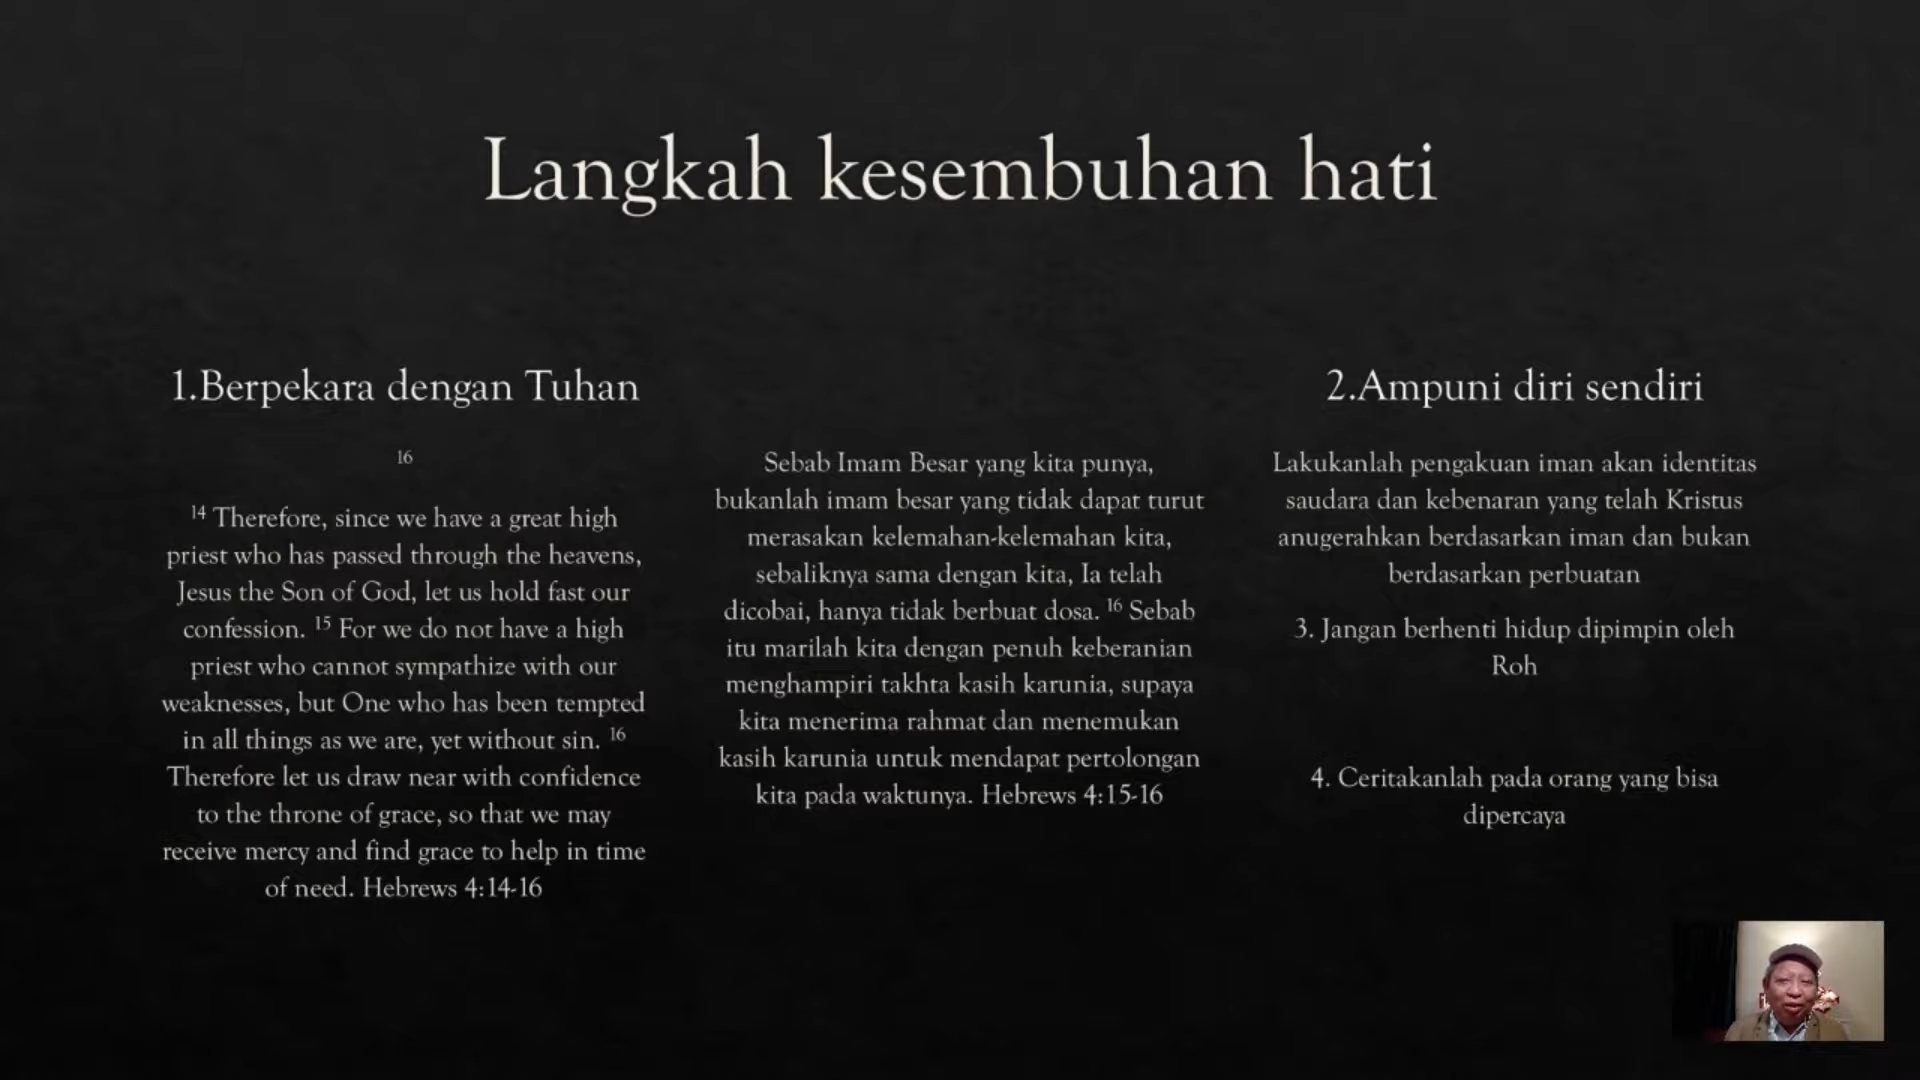 Langkah kesembuhan hati
1.Berpekara dengan Tuhan
16
14 Therefore, since we have a great high
priest who has passed through the heavens,
Jesus the Son of God, let us hold fast our
confession. 15 For we do not have a high
priest who cannot sympathize with our
weaknesses, but One who has been tempted
in all things as we are, yet without sin. 16
Therefore let us draw near with confidence
to the throne of grace, so that we may
receive mercy and find grace to help in time
of need. Hebrews 4:14-16
Sebab Imam Besar yang kita punya,
bukanlah imam besar yang tidak dapat turut
merasakan kelemahan-kelemahan kita,
sebaliknya sama dengan kita, Ia telah
dicobai, hanya tidak berbuat dosa. 16 Sebab
itu marilah kita dengan penuh keberanian
menghampiri takhta kasih karunia, supaya
kita menerima rahmat dan menemukan
kasih karunia untuk mendapat pertolongan
kita pada waktunya. Hebrews 4:15-16
2.Ampuni diri sendiri
Lakukanlah pengakuan iman akan identitas
saudara dan kebenaran yang telah Kristus
anugerahkan berdasarkan iman dan bukan
berdasarkan perbuatan
3. Jangan berhenti hidup dipimpin oleh
Roh
4. Ceritakanlah pada orang yang bisa
dipercaya